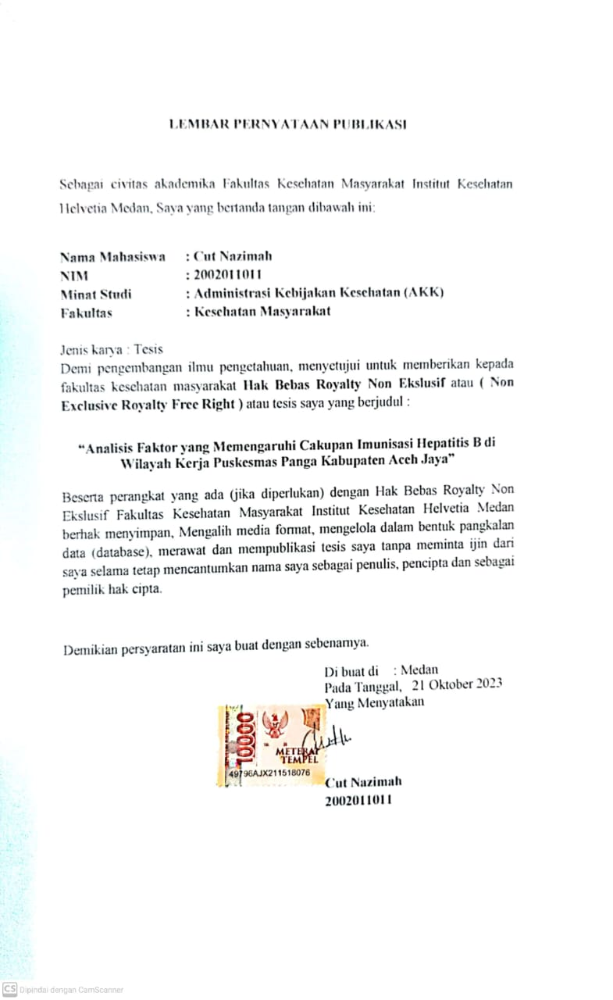 LEMBAR PERNYATAAN PUBLIKASI
Sebagai civitas akademika Fakultas Kesehatan Masyarakat Institut Kesehatan
Helvetia Medan, Saya yang bertanda tangan dibawah ini:
Nama Mahasiswa : Cut Nazimah
NIM : 2002011011
Minat Studi : Administrasi Kebijakan Kesehatan (AKK)
Fakultas : Kesehatan Masyarakat
Jenis karya : Tesis
Demi pengembangan ilmu pengetahuan, menyetujui untuk memberikan kepada
fakultas kesehatan masyarakat Hak Bebas Royalty Non Ekslusif atau ( Non
Exclusive Royalty Free Right ) atau tesis saya yang berjudul :
“Analisis Faktor yang Memengaruhi Cakupan Imunisasi Hepatitis B di
Wilayah Kerja Puskesmas Panga Kabupaten Aceh Jaya”
Beserta perangkat yang ada (jika diperlukan) dengan Hak Bebas Royalty Non
Ekslusif Fakultas Kesehatan Masyarakat Institut Kesehatan Helvetia Medan
berhak menyimpan, Mengalih media format, mengelola dalam bentuk pangkalan
data (database), merawat dan mempublikasi tesis saya tanpa meminta ijin dari
saya selama tetap mencantumkan nama saya sebagai penulis, pencipta dan sebagai
pemilik hak cipta.
Demikian persyaratan ini saya buat dengan sebenarnya.
Di buat di : Medan
Pada Tanggal, 21 Oktober 2023
Yang Menyatakan
10000
METERAI
TEMPEL
49796AJX211518076
Cut Nazimah
2002011011
CS Dipindai dengan CamScanner